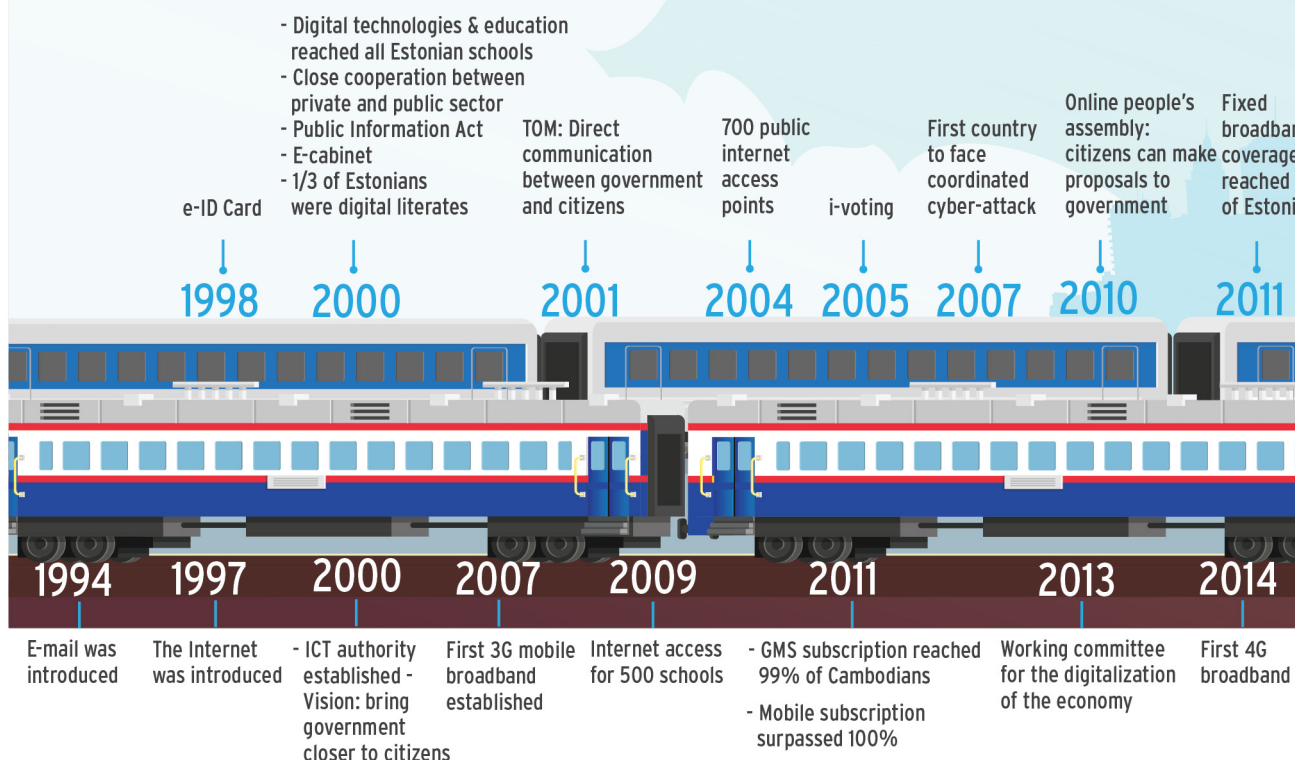 - Digital technologies & education
reached all Estonian schools
- Close cooperation between
private and public sector
- Public Information Act
- E-cabinet
- 1/3 of Estonians
were digital literates
e-ID Card
TOM: Direct
communication
between government
and citizens
700 public
internet
access
points
i-voting
First country
to face
coordinated
cyber-attack
Online people's
assembly:
citizens can make
proposals to
government
Fixed
broadban
coverage
reached
of Estoni
1998
2000
2001
2004
2005
2007
2010
2011
1994
1997
2000
2007
2009
2011
2013
2014
E-mail was
introduced
The Internet
was introduced
- ICT authority
established -
Vision: bring
government
closer to citizens
First 3G mobile
broadband
established
Internet access
for 500 schools
- GMS subscription reached
99% of Cambodians
- Mobile subscription
surpassed 100%
Working committee
for the digitalization
of the economy
First 4G
broadband